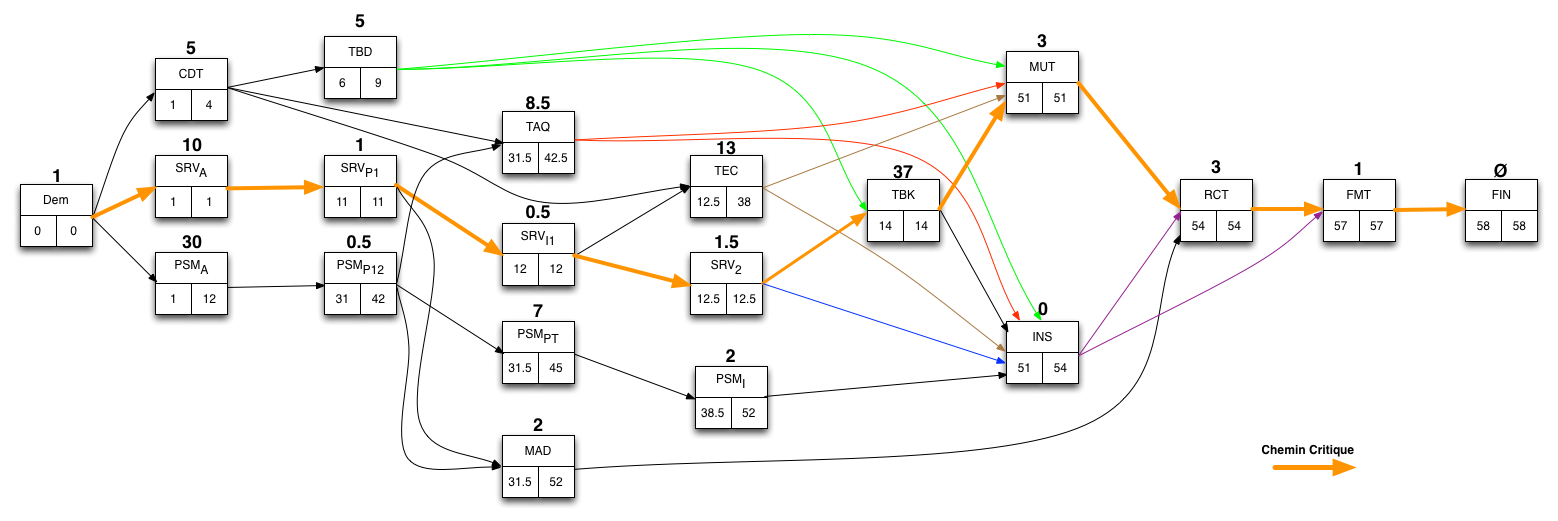 5
TBD
6 9
5
CDT
1 4
3
MUT
51 51
8.5
TAQ
31.5 42.5
10
SRVA
1 1
1
SRVP1
11 11
13
TEC
12.5 38
37
TBK
14 14
3
RCT
54 54
1
FMT
57 57
Ø
FIN
58 58
1
Dem
0 0
0.5
SRVI1
12 12
30
PSMA
1 12
0.5
PSMP12
31 42
1.5
SRV2
12.5 12.5
7
PSMPT
31.5 45
0
INS
51 54
2
PSMI
38.5 52
2
MAD
31.5 52
Chemin Critique